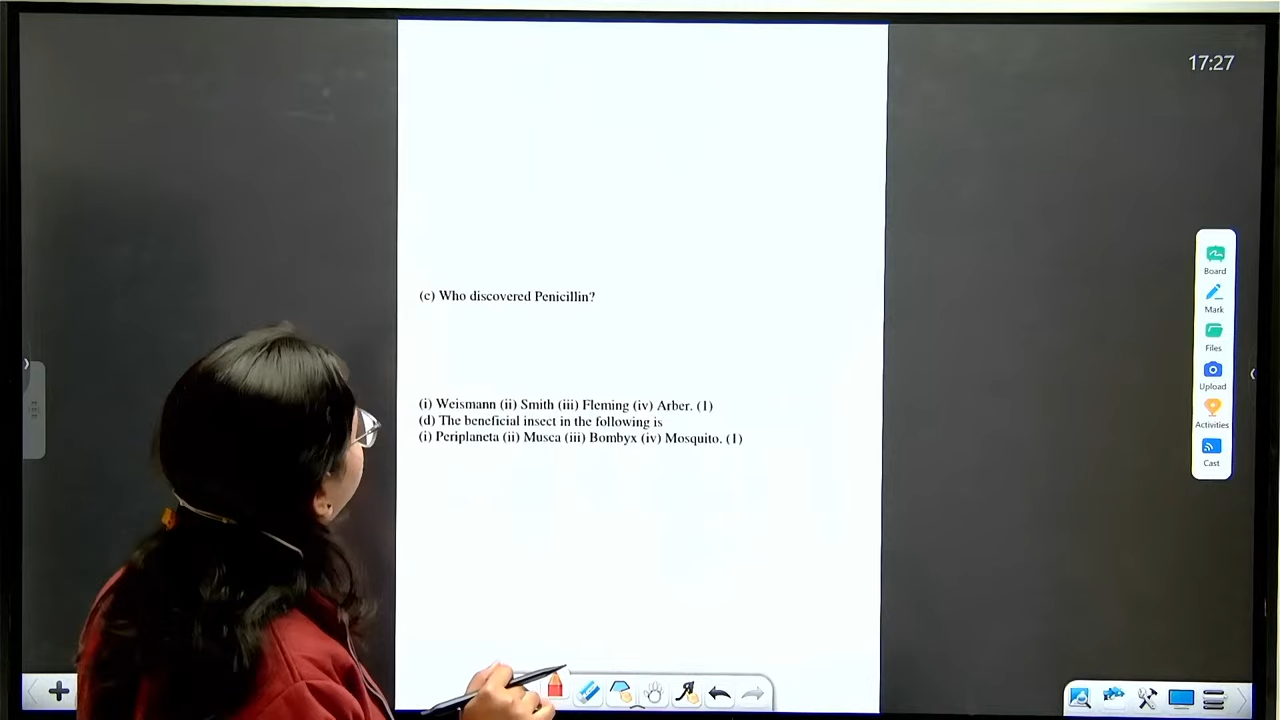 17:27
(c) Who discovered Penicillin?
(i) Weismann (ii) Smith (iii) Fleming (iv) Arber. (1)
(d) The beneficial insect in the following is
(i) Periplaneta (ii) Musca (iii) Bombyx (iv) Mosquito. (1)
Board
Mark
Files
Upload
Activities
Cast